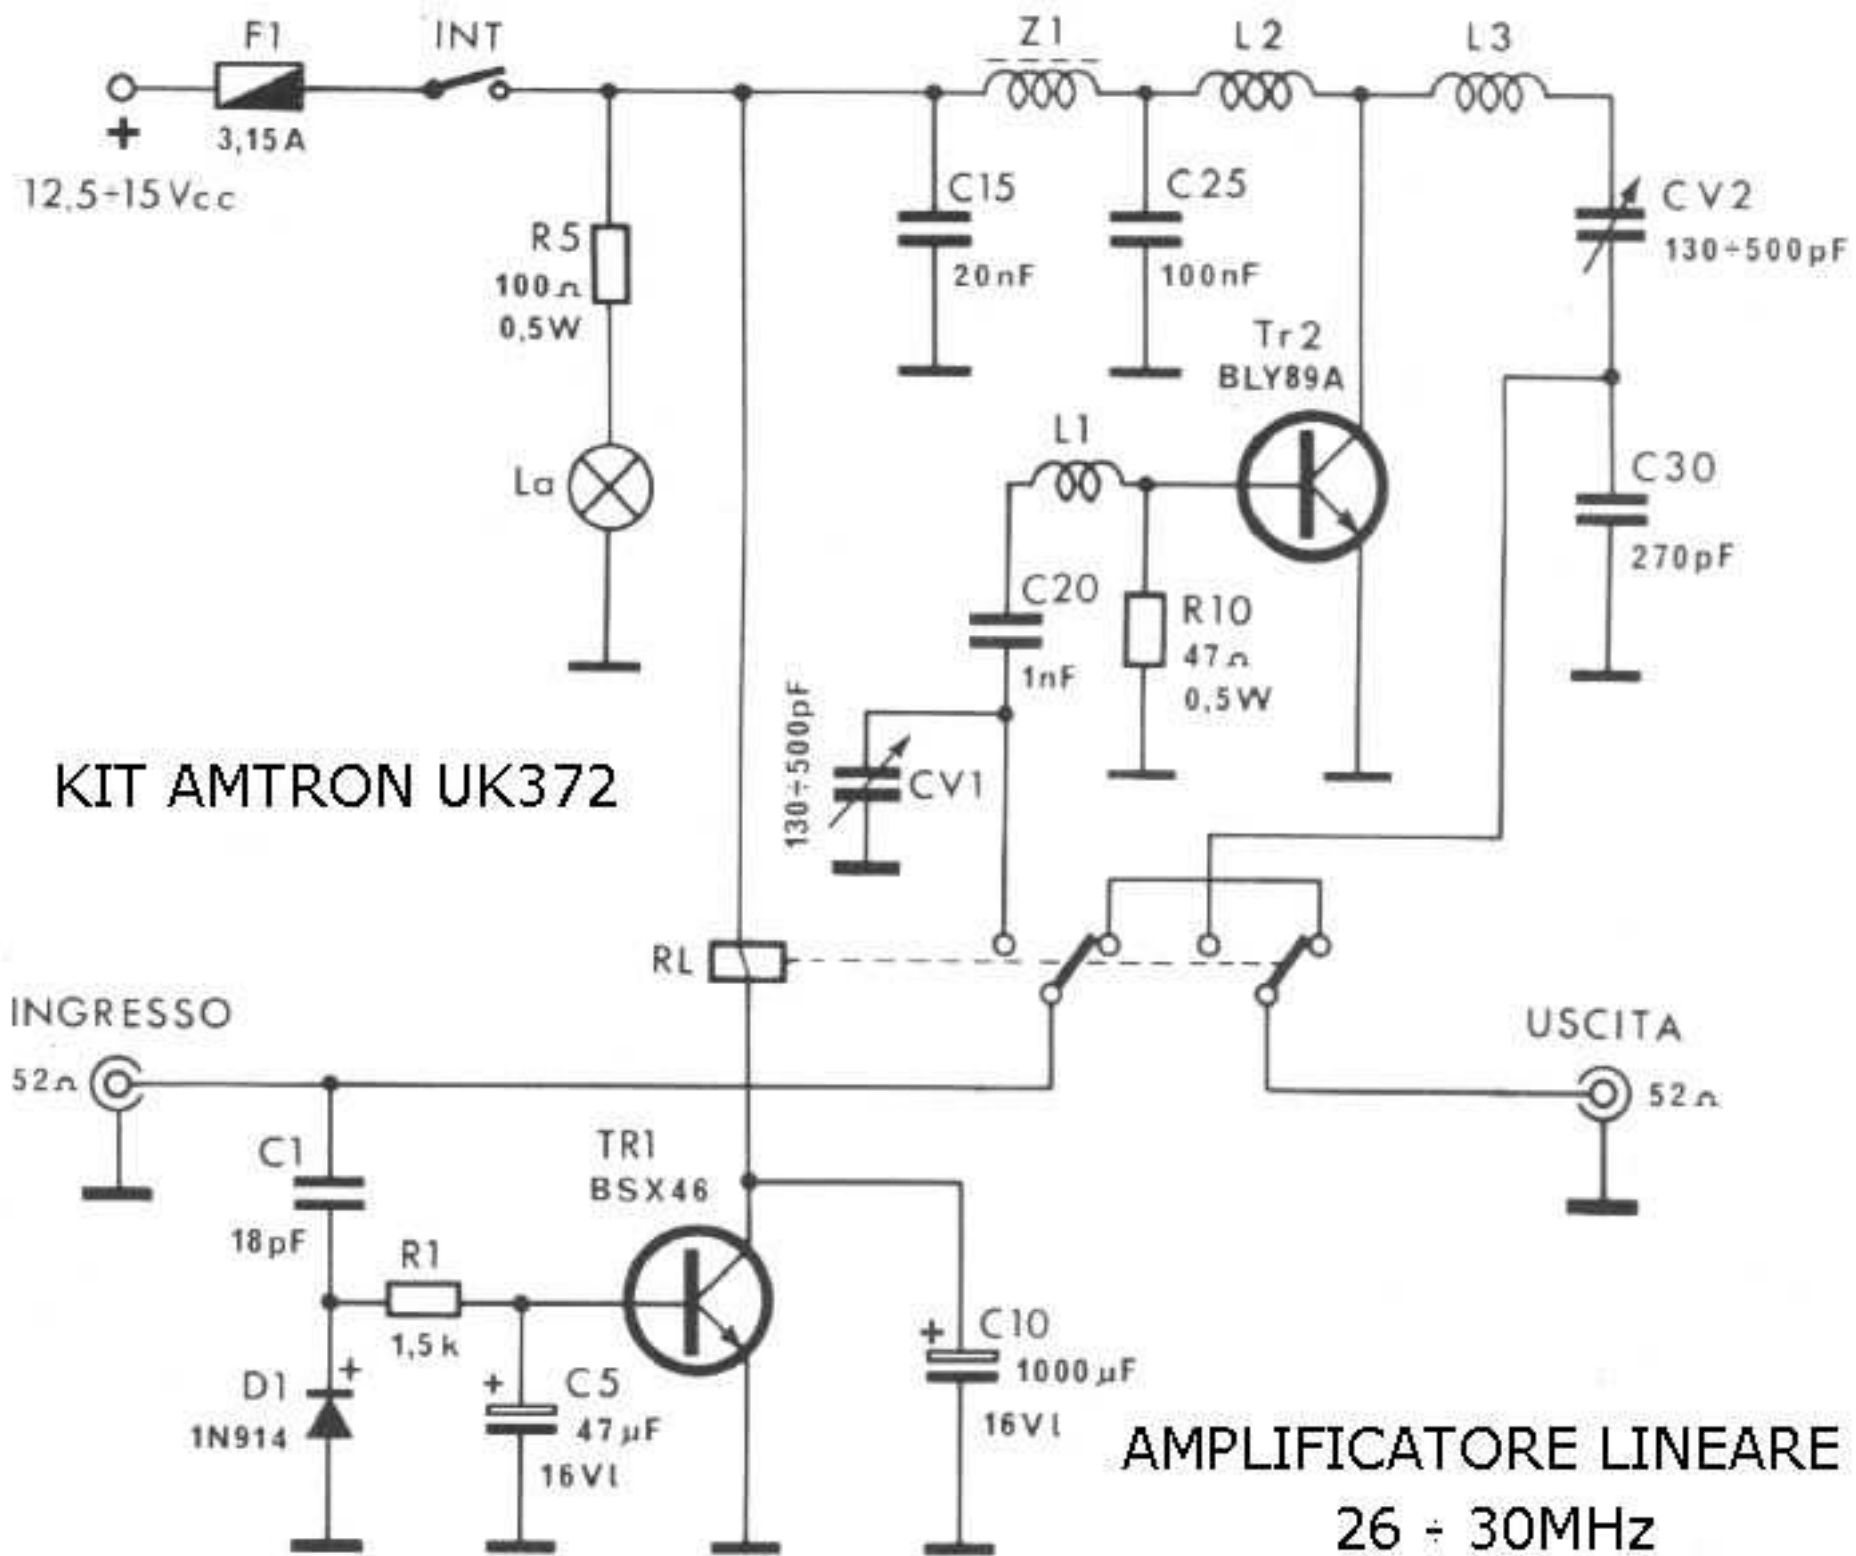 F1
INT
Z1
L2
L3
+
3,15A
12,5÷15Vcc
R5
100Ω
0,5W
C15
20nF
C25
100nF
CV2
130÷500pF
Tr2
BLY89A
L1
La
C30
270pF
C20
1nF
R10
47Ω
0,5W
130÷500pF
CV1
KIT AMTRON UK372
RL
INGRESSO
52Ω
USCITA
52Ω
C1
18pF
TR1
BSX46
R1
1,5k
D1
+
1N914
+
C5
47µF
16Vl
+
C10
1000µF
16Vl
AMPLIFICATORE LINEARE
26 ÷ 30MHz